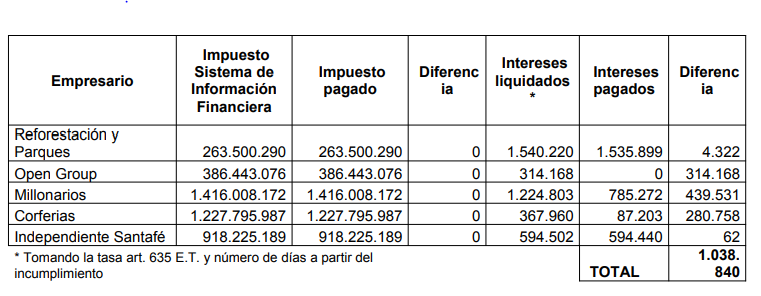 Empresario Impuesto Sistema de Información Financiera Impuesto pagado Diferenc ia Intereses liquidados * Intereses pagados Diferenc ia
Reforestación y Parques 263.500.290 263.500.290 0 1.540.220 1.535.899 4.322
Open Group 386.443.076 386.443.076 0 314.168 0 314.168
Millonarios 1.416.008.172 1.416.008.172 0 1.224.803 785.272 439.531
Corferias 1.227.795.987 1.227.795.987 0 367.960 87.203 280.758
Independiente Santafé 918.225.189 918.225.189 0 594.502 594.440 62
* Tomando la tasa art. 635 E.T. y número de días a partir del
incumplimiento
TOTAL 1.038. 840